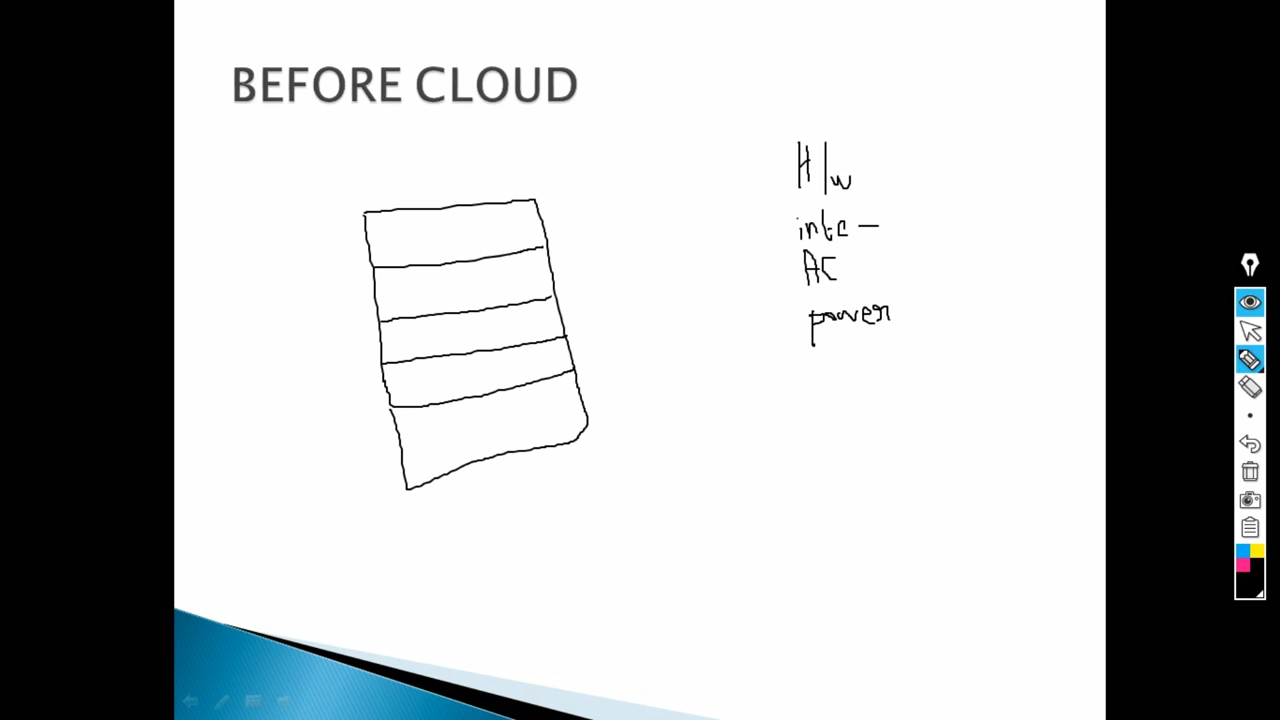 BEFORE CLOUD
H/w
inte —
AC
power